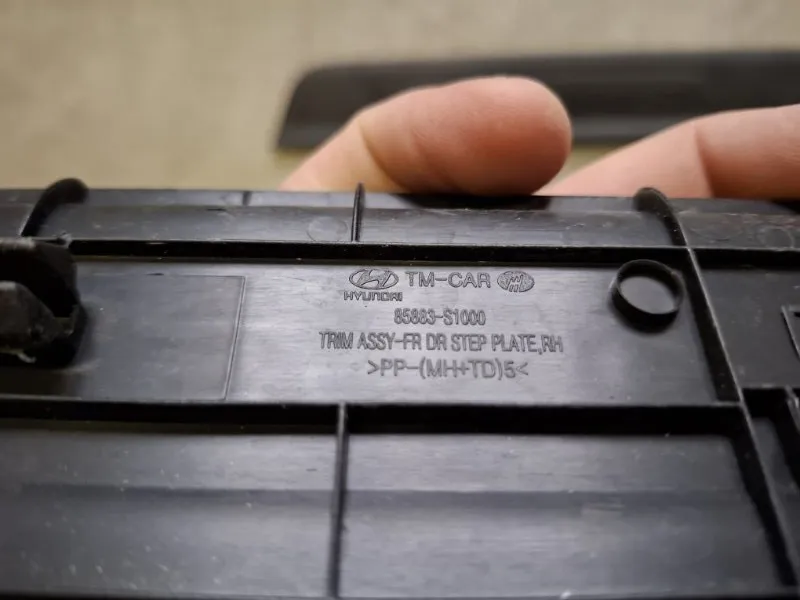 HYUNDAI TM-CAR
85883-S1000
TRIM ASSY-FR DR STEP PLATE,RH
>PP-(MH+TD)5<